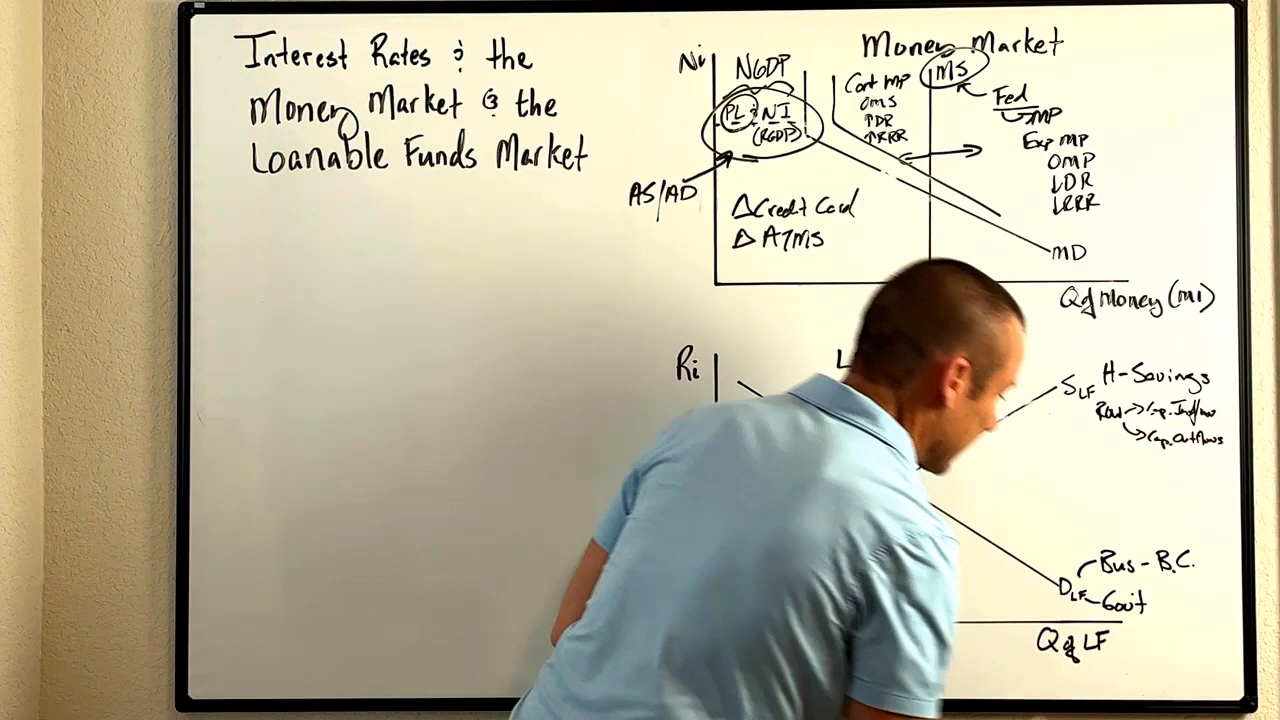 Interest Rates & the
Money Market & the
Loanable Funds Market
Money Market
Ni
NGDP
PL & NI
(RGDP)
AS/AD
Δ Credit Card
Δ ATMS
Cont MP
OMS
↑DR
↑RRR
MS
Fed
MP
Exp MP
OMP
↓DR
↓RRR
MD
Q of Money (M1)
Ri
L
SLF
H-Savings
Row → Cap. Inflow
→ Cap. Outflows
DLF
Bus - B.C.
Gov't
Q of LF